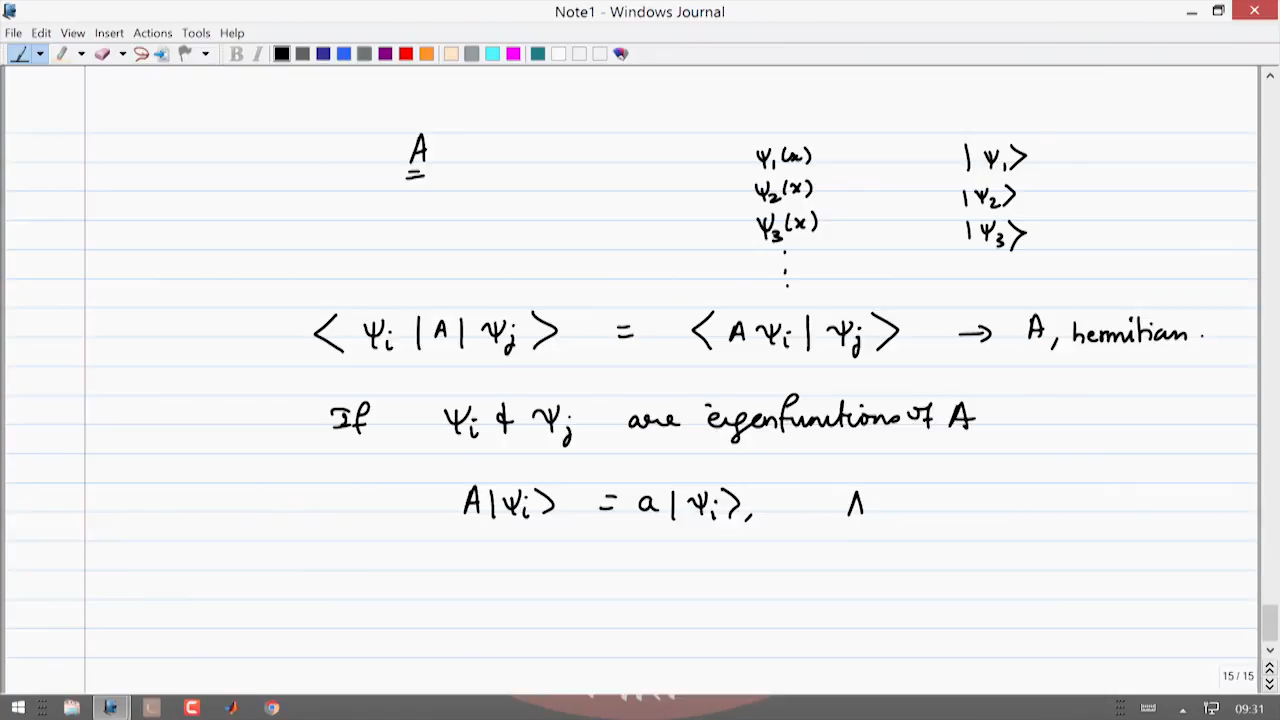 Note1 - Windows Journal
File Edit View Insert Actions Tools Help
B I
A ψ₁(x) |ψ₁>
ψ₂(x) |ψ₂>
ψ₃(x) |ψ₃>
⋮
< ψᵢ | A | ψⱼ > = < A ψᵢ | ψⱼ > → A, hermitian.
If ψᵢ & ψⱼ are eigenfunitions of A
A|ψᵢ> = a|ψᵢ>, Λ
15 / 15
09:31